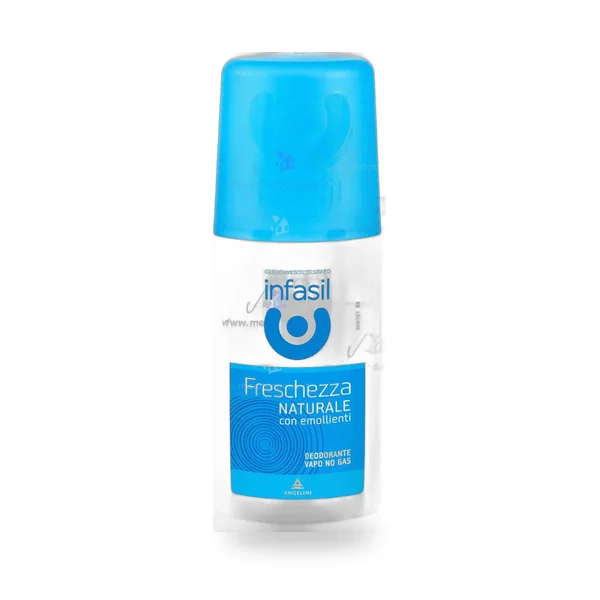 infasil
Freschezza
NATURALE
con emollienti
DEODORANTE
VAPO NO GAS
ANGELINI